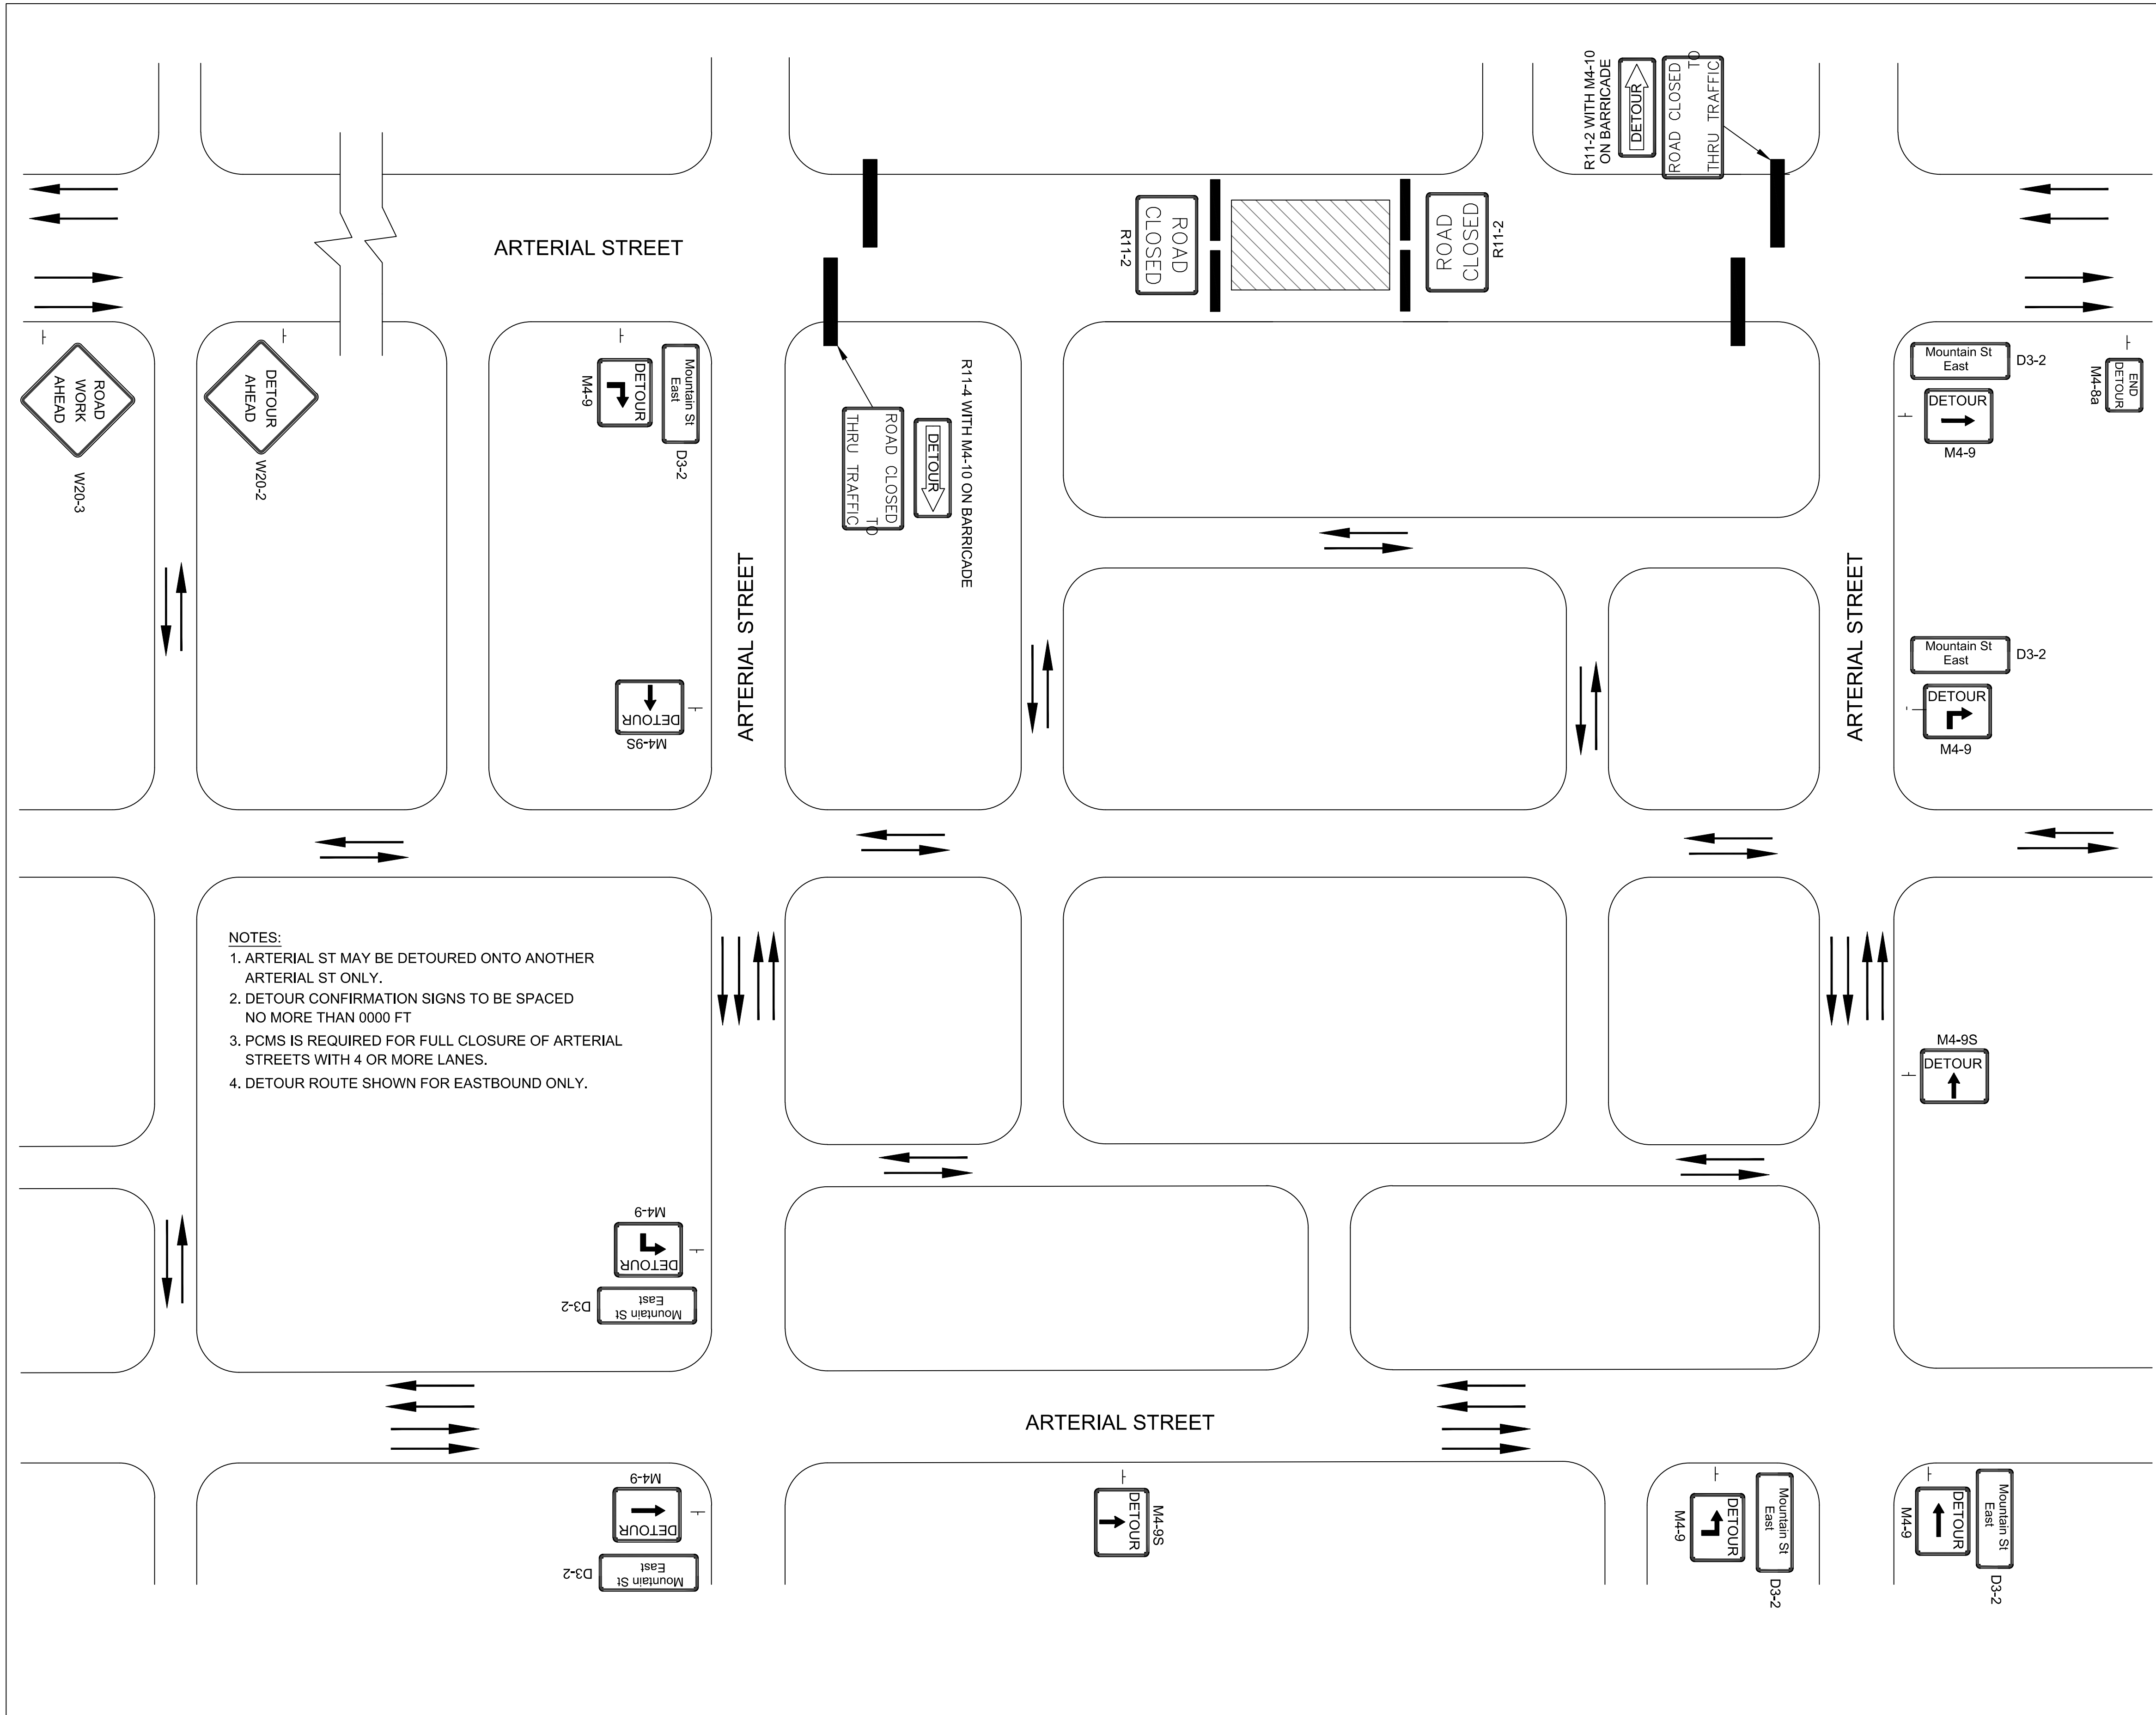 R11-2 WITH M4-10
ON BARRICADE
DETOUR
ROAD CLOSED
TO
THRU TRAFFIC
ARTERIAL STREET
ROAD
CLOSED
R11-2
ROAD
CLOSED
R11-2
ROAD
WORK
AHEAD
W20-3
DETOUR
AHEAD
W20-2
Mountain St
East
D3-2
DETOUR
M4-9
R11-4 WITH M4-10 ON BARRICADE
DETOUR
ROAD CLOSED
TO
THRU TRAFFIC
Mountain St
East
D3-2
DETOUR
M4-9
END
DETOUR
M4-8a
ARTERIAL STREET
ARTERIAL STREET
DETOUR
M4-9S
Mountain St
East
D3-2
DETOUR
M4-9
NOTES:
1. ARTERIAL ST MAY BE DETOURED ONTO ANOTHER
ARTERIAL ST ONLY.
2. DETOUR CONFIRMATION SIGNS TO BE SPACED
NO MORE THAN 0000 FT
3. PCMS IS REQUIRED FOR FULL CLOSURE OF ARTERIAL
STREETS WITH 4 OR MORE LANES.
4. DETOUR ROUTE SHOWN FOR EASTBOUND ONLY.
M4-9S
DETOUR
M4-9
DETOUR
Mountain St
East
D3-2
ARTERIAL STREET
M4-9
DETOUR
Mountain St
East
D3-2
DETOUR
M4-9S
Mountain St
East
D3-2
DETOUR
M4-9
Mountain St
East
D3-2
DETOUR
M4-9